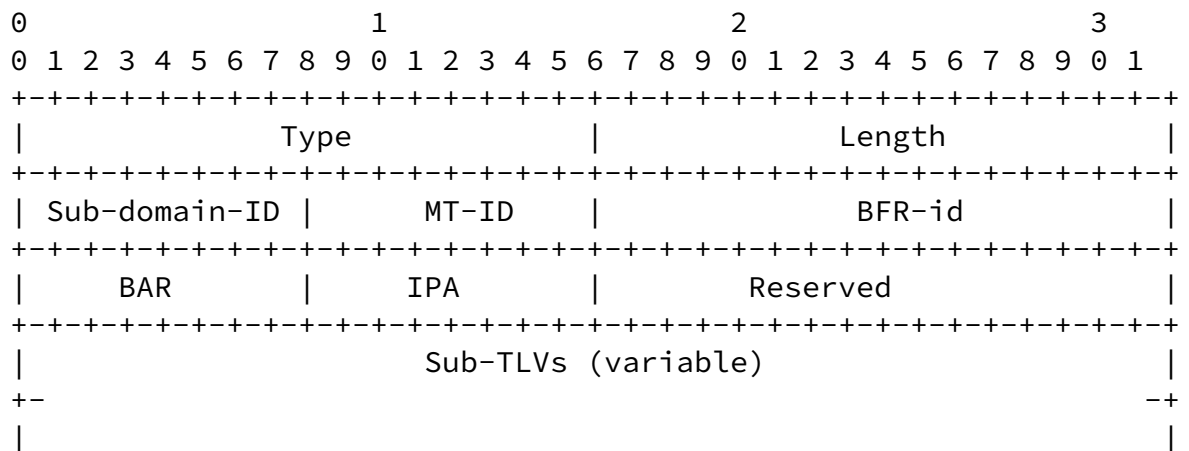 0                   1                   2                   3
0 1 2 3 4 5 6 7 8 9 0 1 2 3 4 5 6 7 8 9 0 1 2 3 4 5 6 7 8 9 0 1
+-+-+-+-+-+-+-+-+-+-+-+-+-+-+-+-+-+-+-+-+-+-+-+-+-+-+-+-+-+-+-+-+
|              Type             |             Length            |
+-+-+-+-+-+-+-+-+-+-+-+-+-+-+-+-+-+-+-+-+-+-+-+-+-+-+-+-+-+-+-+-+
| Sub-domain-ID |      MT-ID    |              BFR-id           |
+-+-+-+-+-+-+-+-+-+-+-+-+-+-+-+-+-+-+-+-+-+-+-+-+-+-+-+-+-+-+-+-+
|     BAR       |     IPA       |        Reserved               |
+-+-+-+-+-+-+-+-+-+-+-+-+-+-+-+-+-+-+-+-+-+-+-+-+-+-+-+-+-+-+-+-+
|                      Sub-TLVs (variable)                      |
+-                                                             -+
|                                                               |